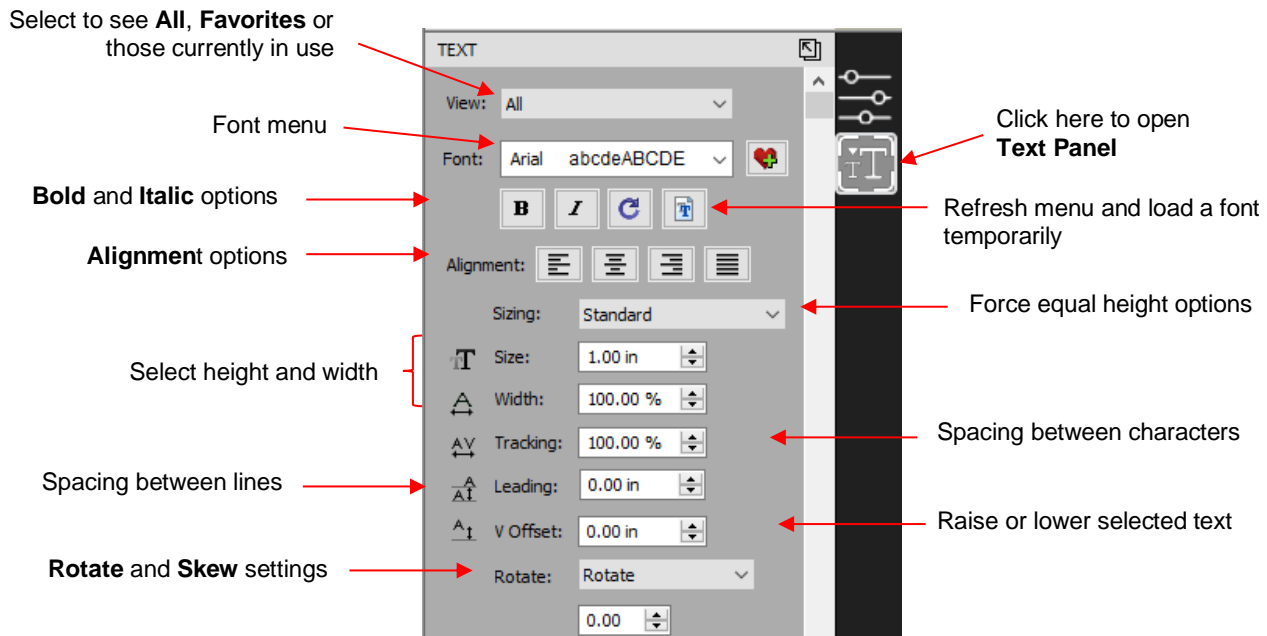 Select to see All, Favorites or
those currently in use
TEXT
View: All
Font menu
Click here to open
Text Panel
Font: Arial abcdeABCDE
T T
Bold and Italic options
B I C T
Refresh menu and load a font
temporarily
Alignment options
Alignment:
Force equal height options
Sizing: Standard
Select height and width
TT Size: 1.00 in
A Width: 100.00 %
Spacing between characters
AV Tracking: 100.00 %
Spacing between lines
A A Leading: 0.00 in
Raise or lower selected text
A V Offset: 0.00 in
Rotate and Skew settings
Rotate: Rotate
0.00